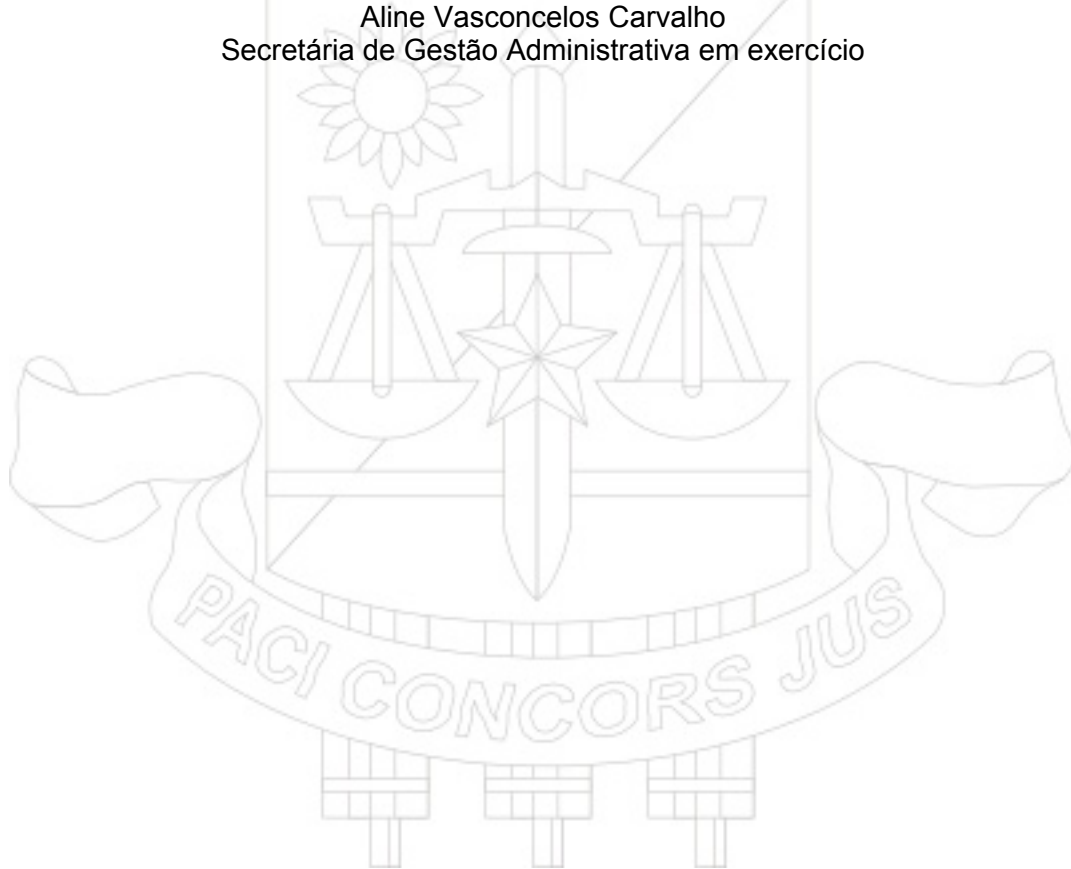 Aline Vasconcelos Carvalho
Secretária de Gestão Administrativa em exercício
PACI CONCORS JUS